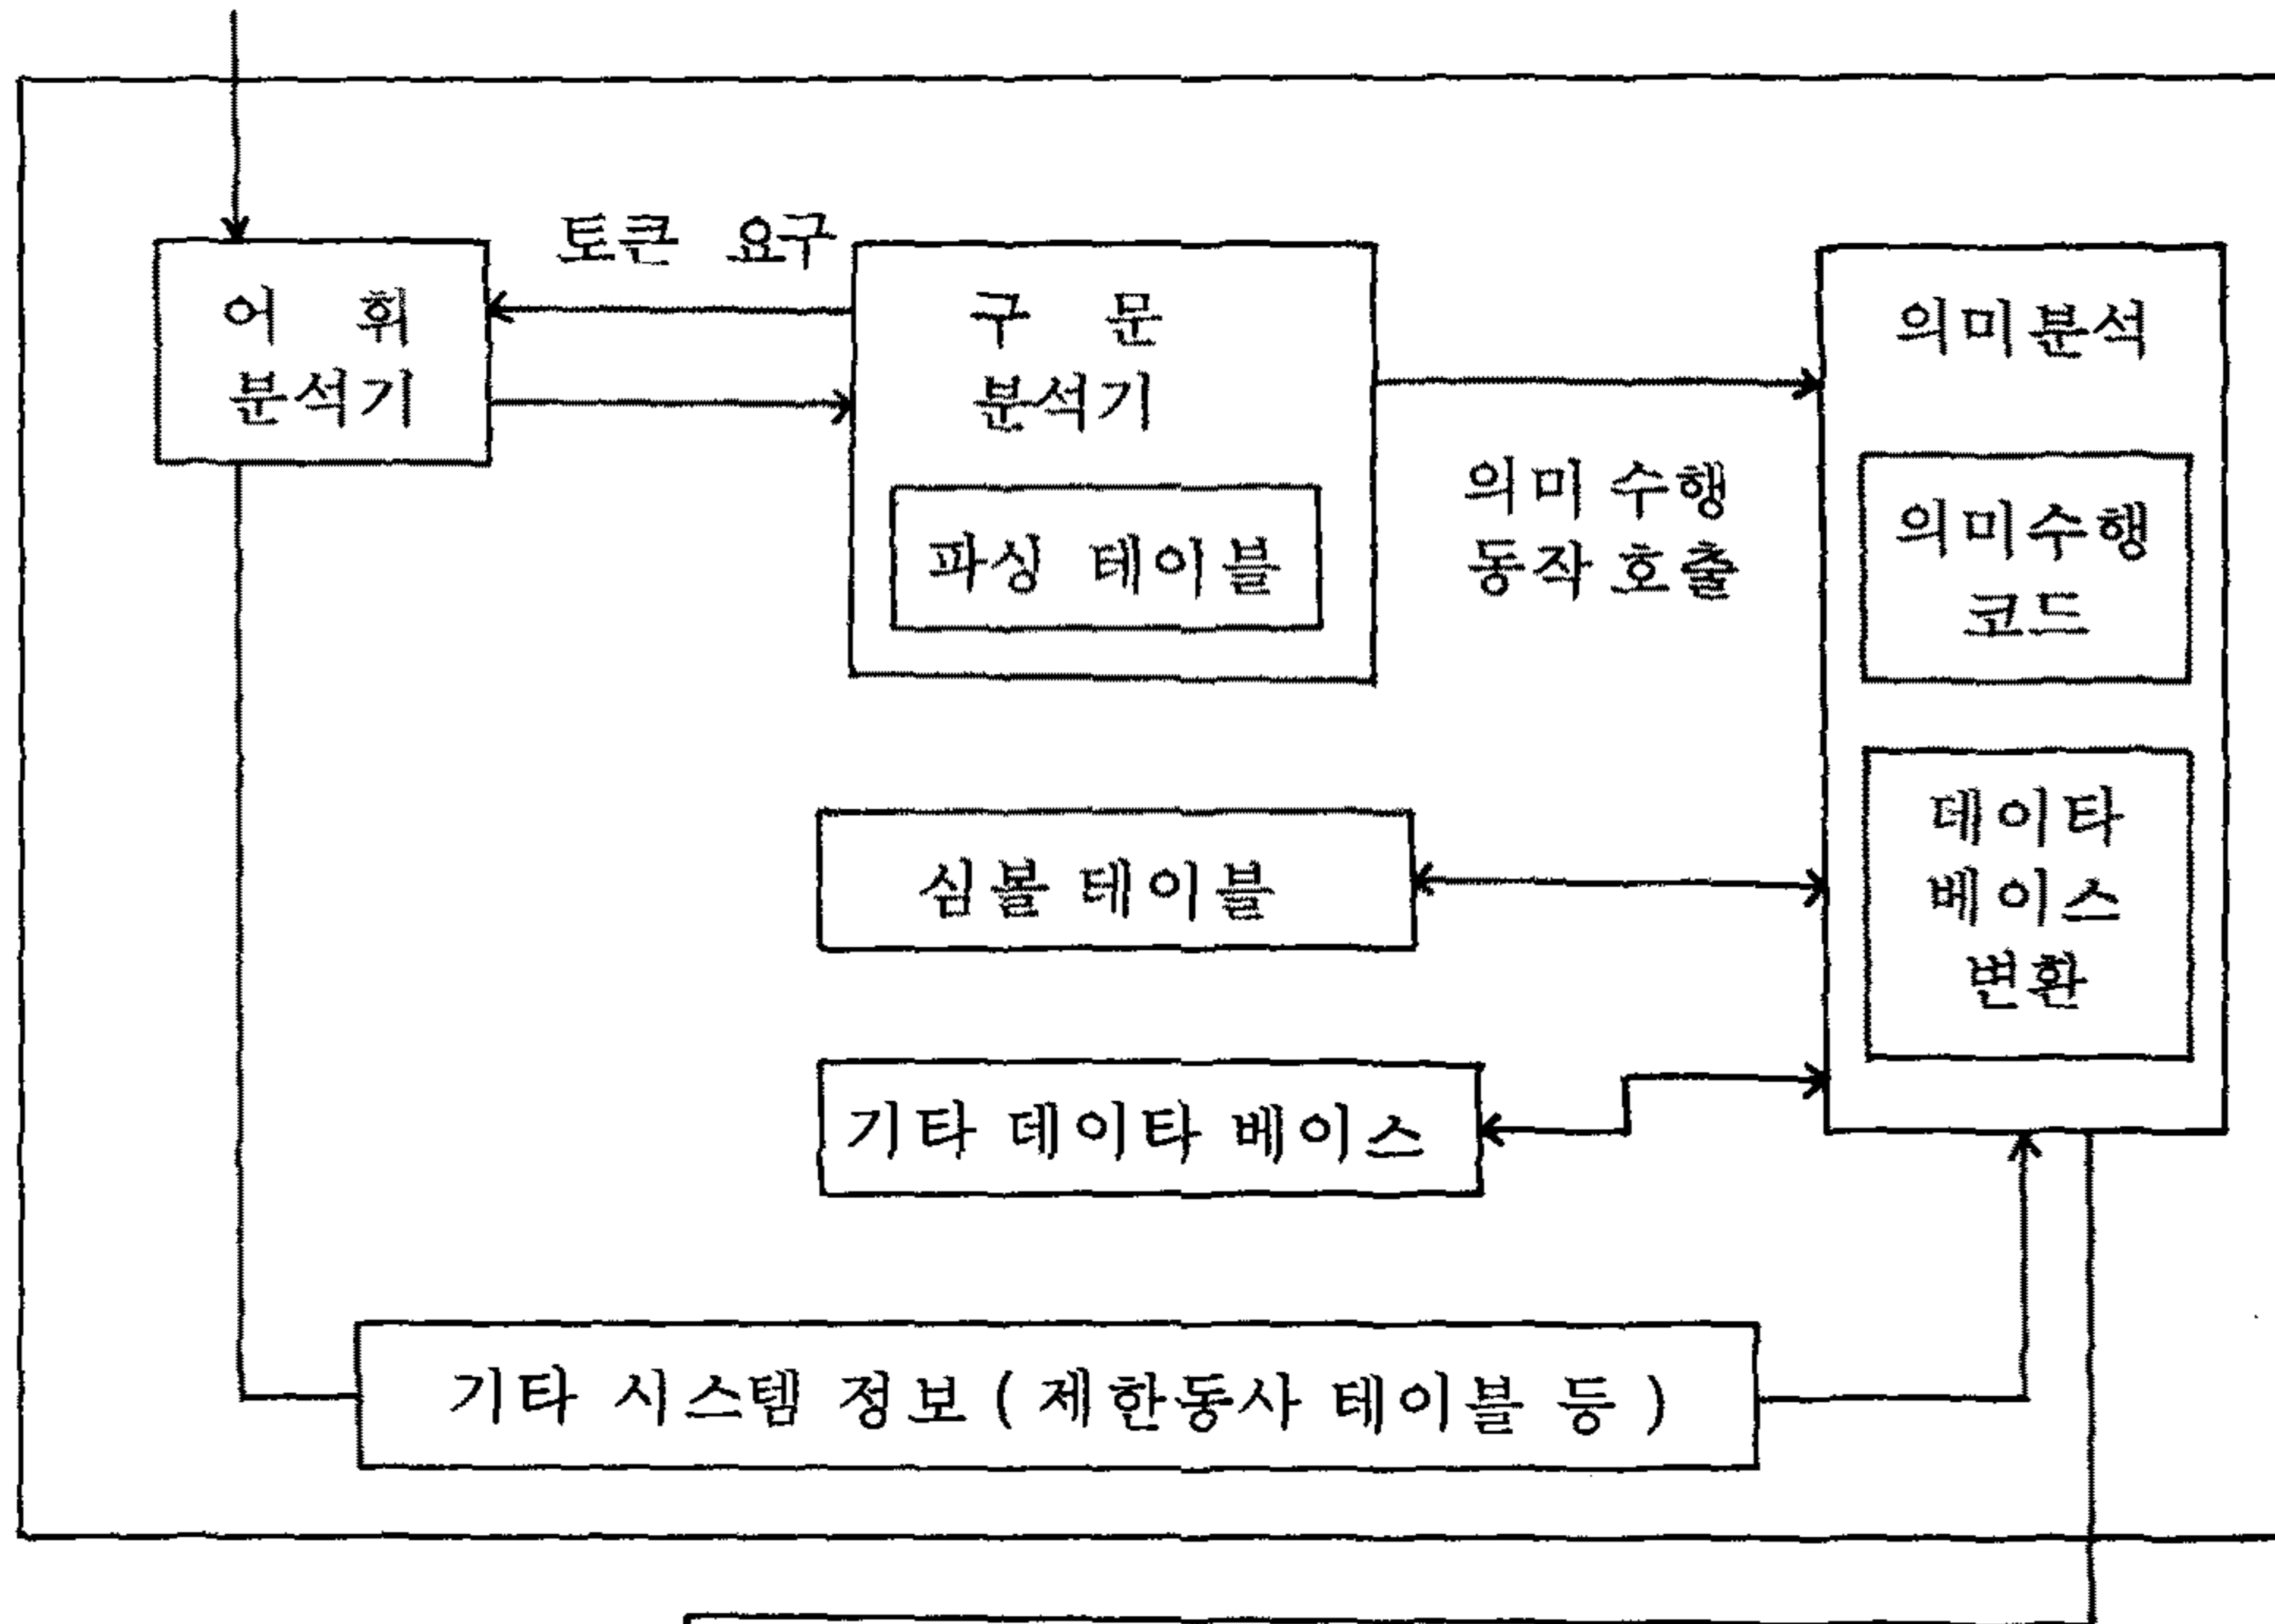 토큰 요구
어 휘
분석기
구 문
분석기
파싱 테이블
의미 수행
동작 호출
의미분석
의미수행
코드
데이타
베이스
변환
심볼 테이블
기타 데이타 베이스
기타 시스템 정보 ( 제한동사 테이블 등 )